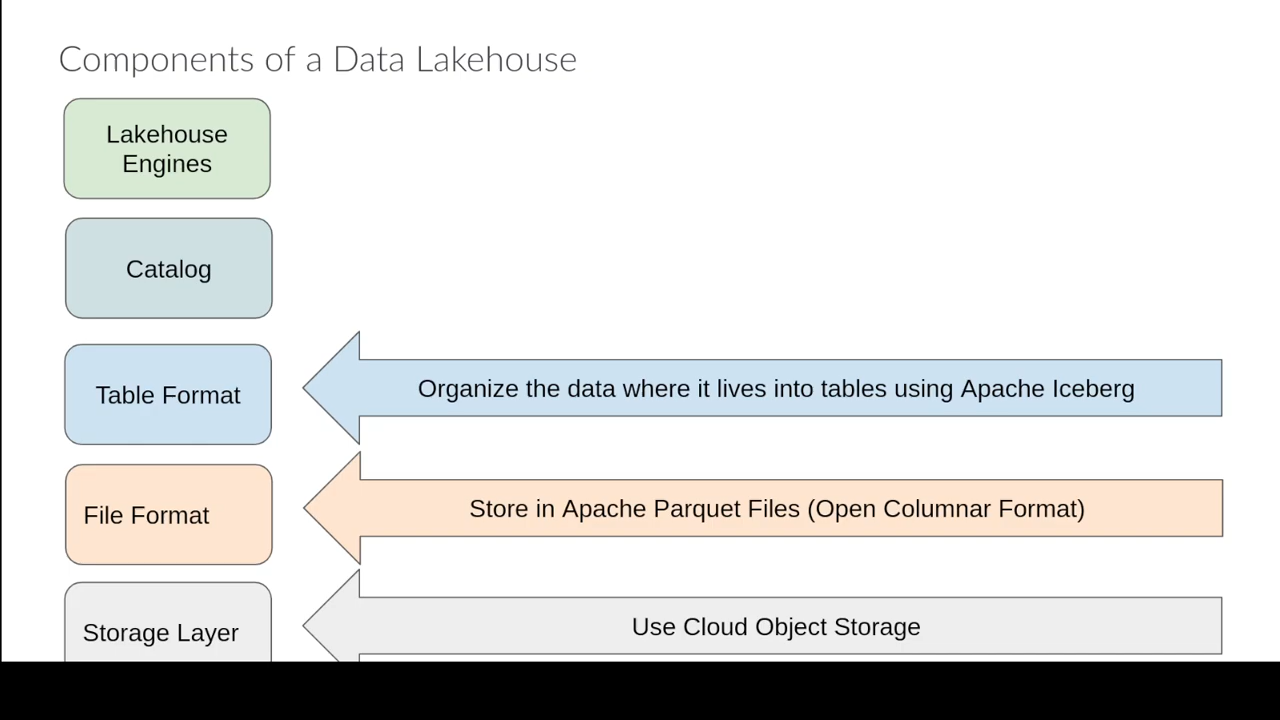 Components of a Data Lakehouse
Lakehouse
Engines
Catalog
Table Format
Organize the data where it lives into tables using Apache Iceberg
File Format
Store in Apache Parquet Files (Open Columnar Format)
Storage Layer
Use Cloud Object Storage